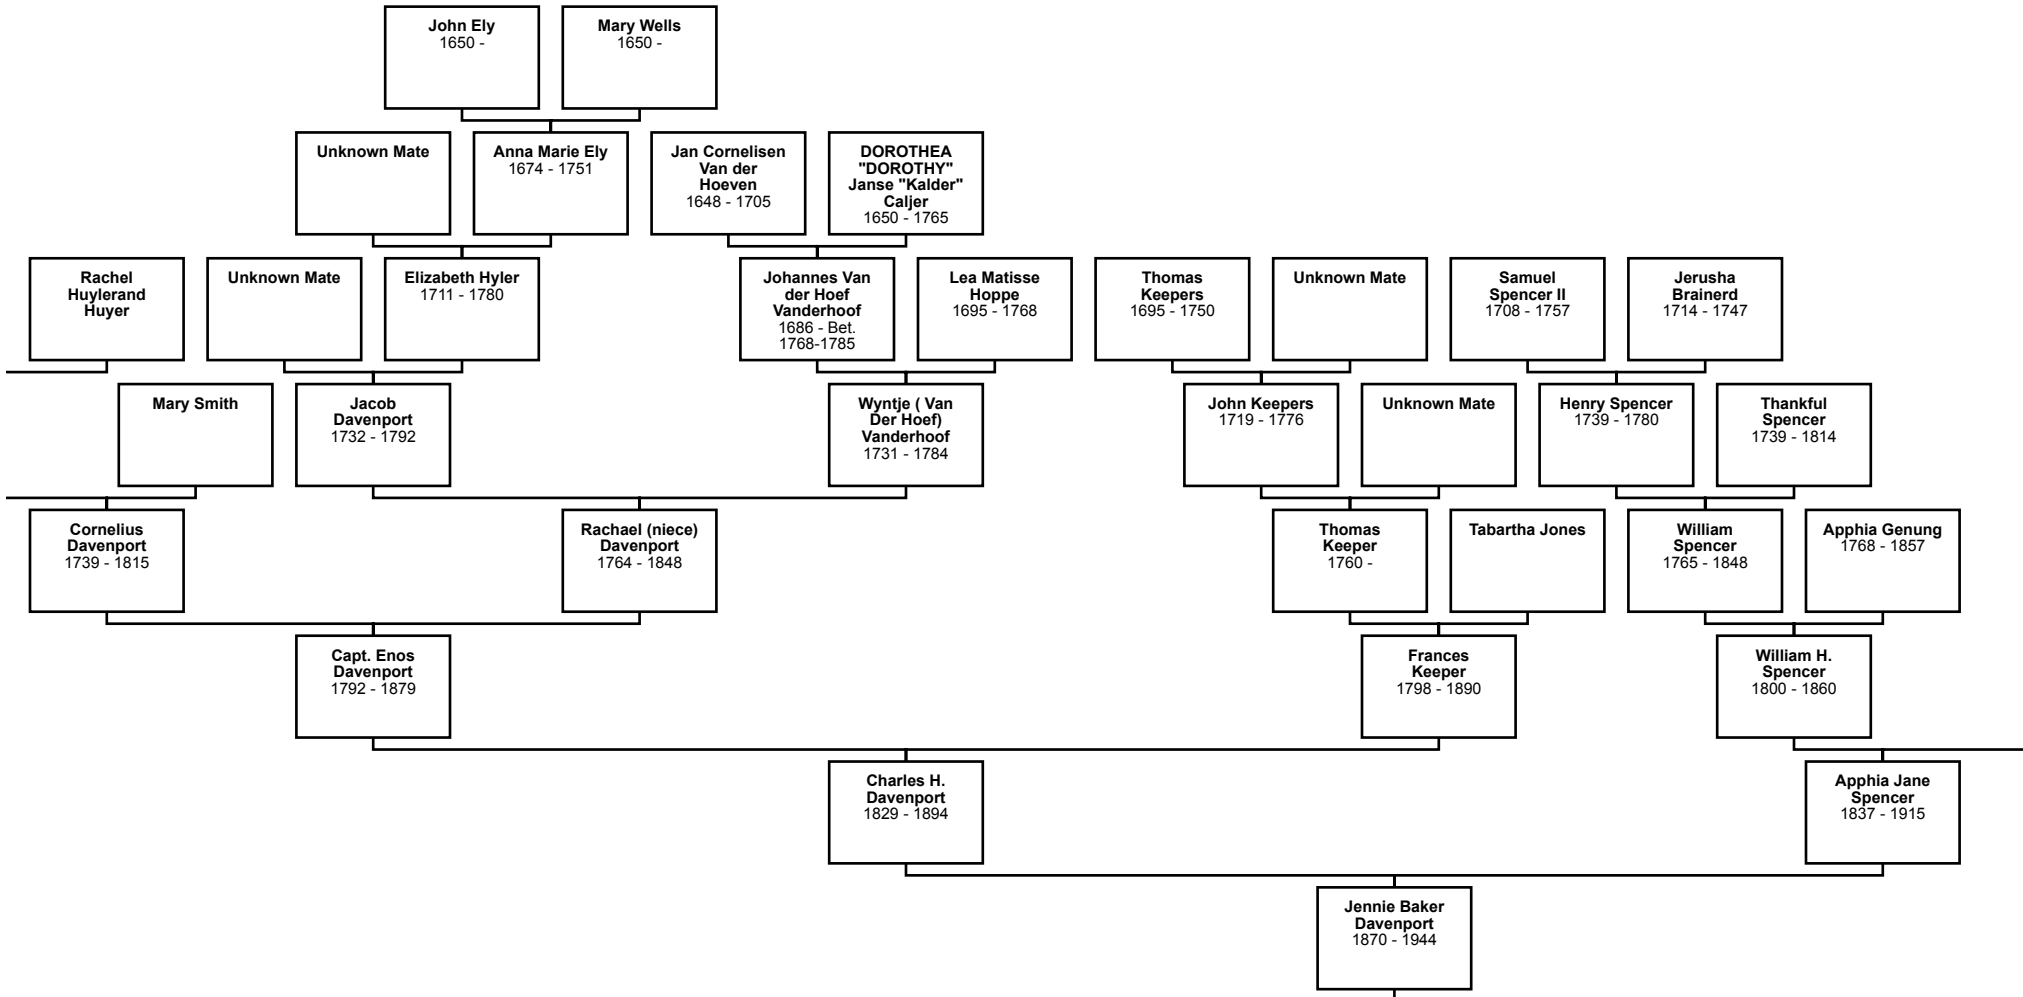 John Ely
1650 -
Mary Wells
1650 -
Unknown Mate
Anna Marie Ely
1674 - 1751
Jan Cornelisen
Van der
Hoeven
1648 - 1705
DOROTHEA
"DOROTHY"
Janse "Kalder"
Caljer
1650 - 1765
Rachel
Huylerand
Huyer
Unknown Mate
Elizabeth Hyler
1711 - 1780
Johannes Van
der Hoef
Vanderhoof
1686 - Bet.
1768-1785
Lea Matisse
Hoppe
1695 - 1768
Thomas
Keepers
1695 - 1750
Unknown Mate
Samuel
Spencer II
1708 - 1757
Jerusha
Brainerd
1714 - 1747
Mary Smith
Jacob
Davenport
1732 - 1792
Wyntje ( Van
Der Hoef)
Vanderhoof
1731 - 1784
John Keepers
1719 - 1776
Unknown Mate
Henry Spencer
1739 - 1780
Thankful
Spencer
1739 - 1814
Cornelius
Davenport
1739 - 1815
Rachael (niece)
Davenport
1764 - 1848
Thomas
Keeper
1760 -
Tabartha Jones
William
Spencer
1765 - 1848
Apphia Genung
1768 - 1857
Capt. Enos
Davenport
1792 - 1879
Frances
Keeper
1798 - 1890
William H.
Spencer
1800 - 1860
Charles H.
Davenport
1829 - 1894
Apphia Jane
Spencer
1837 - 1915
Jennie Baker
Davenport
1870 - 1944